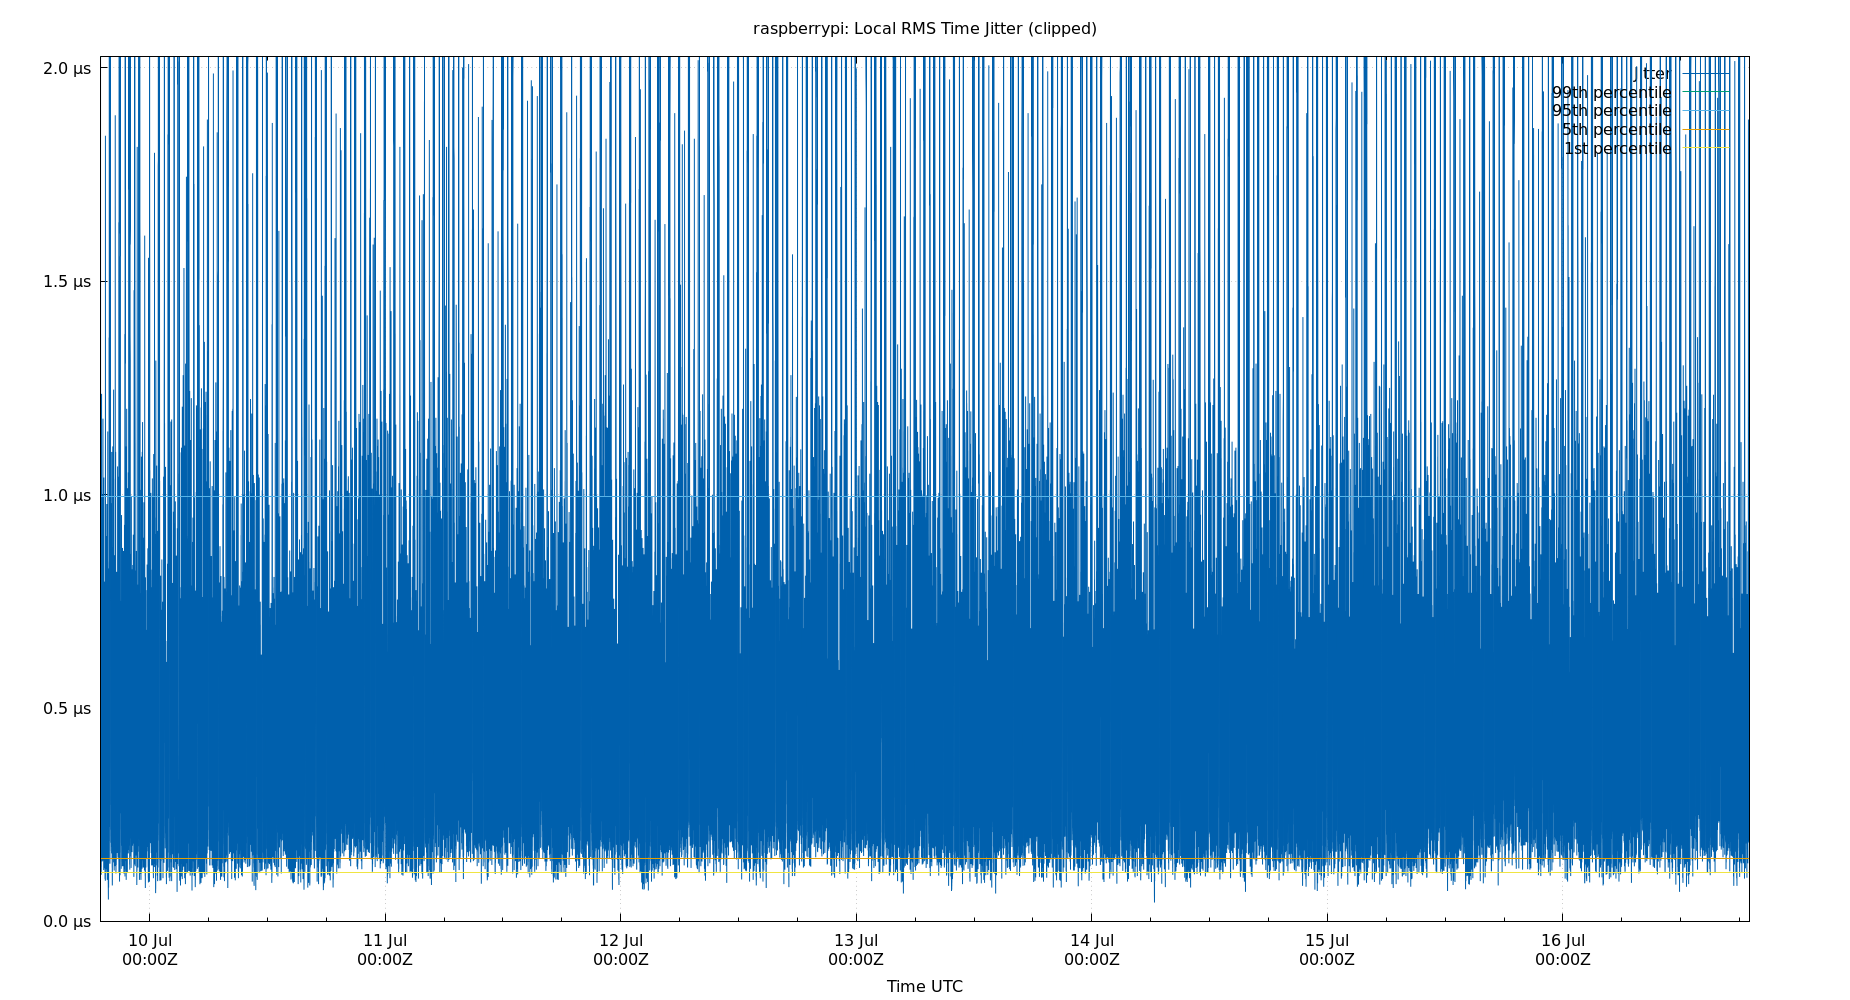 raspberrypi: Local RMS Time Jitter (clipped)
2.0 µs
1.5 µs
1.0 µs
0.5 µs
0.0 µs
Jitter
99th percentile
95th percentile
5th percentile
1st percentile
10 Jul 11 Jul 12 Jul 13 Jul 14 Jul 15 Jul 16 Jul
00:00Z 00:00Z 00:00Z 00:00Z 00:00Z 00:00Z 00:00Z
Time UTC